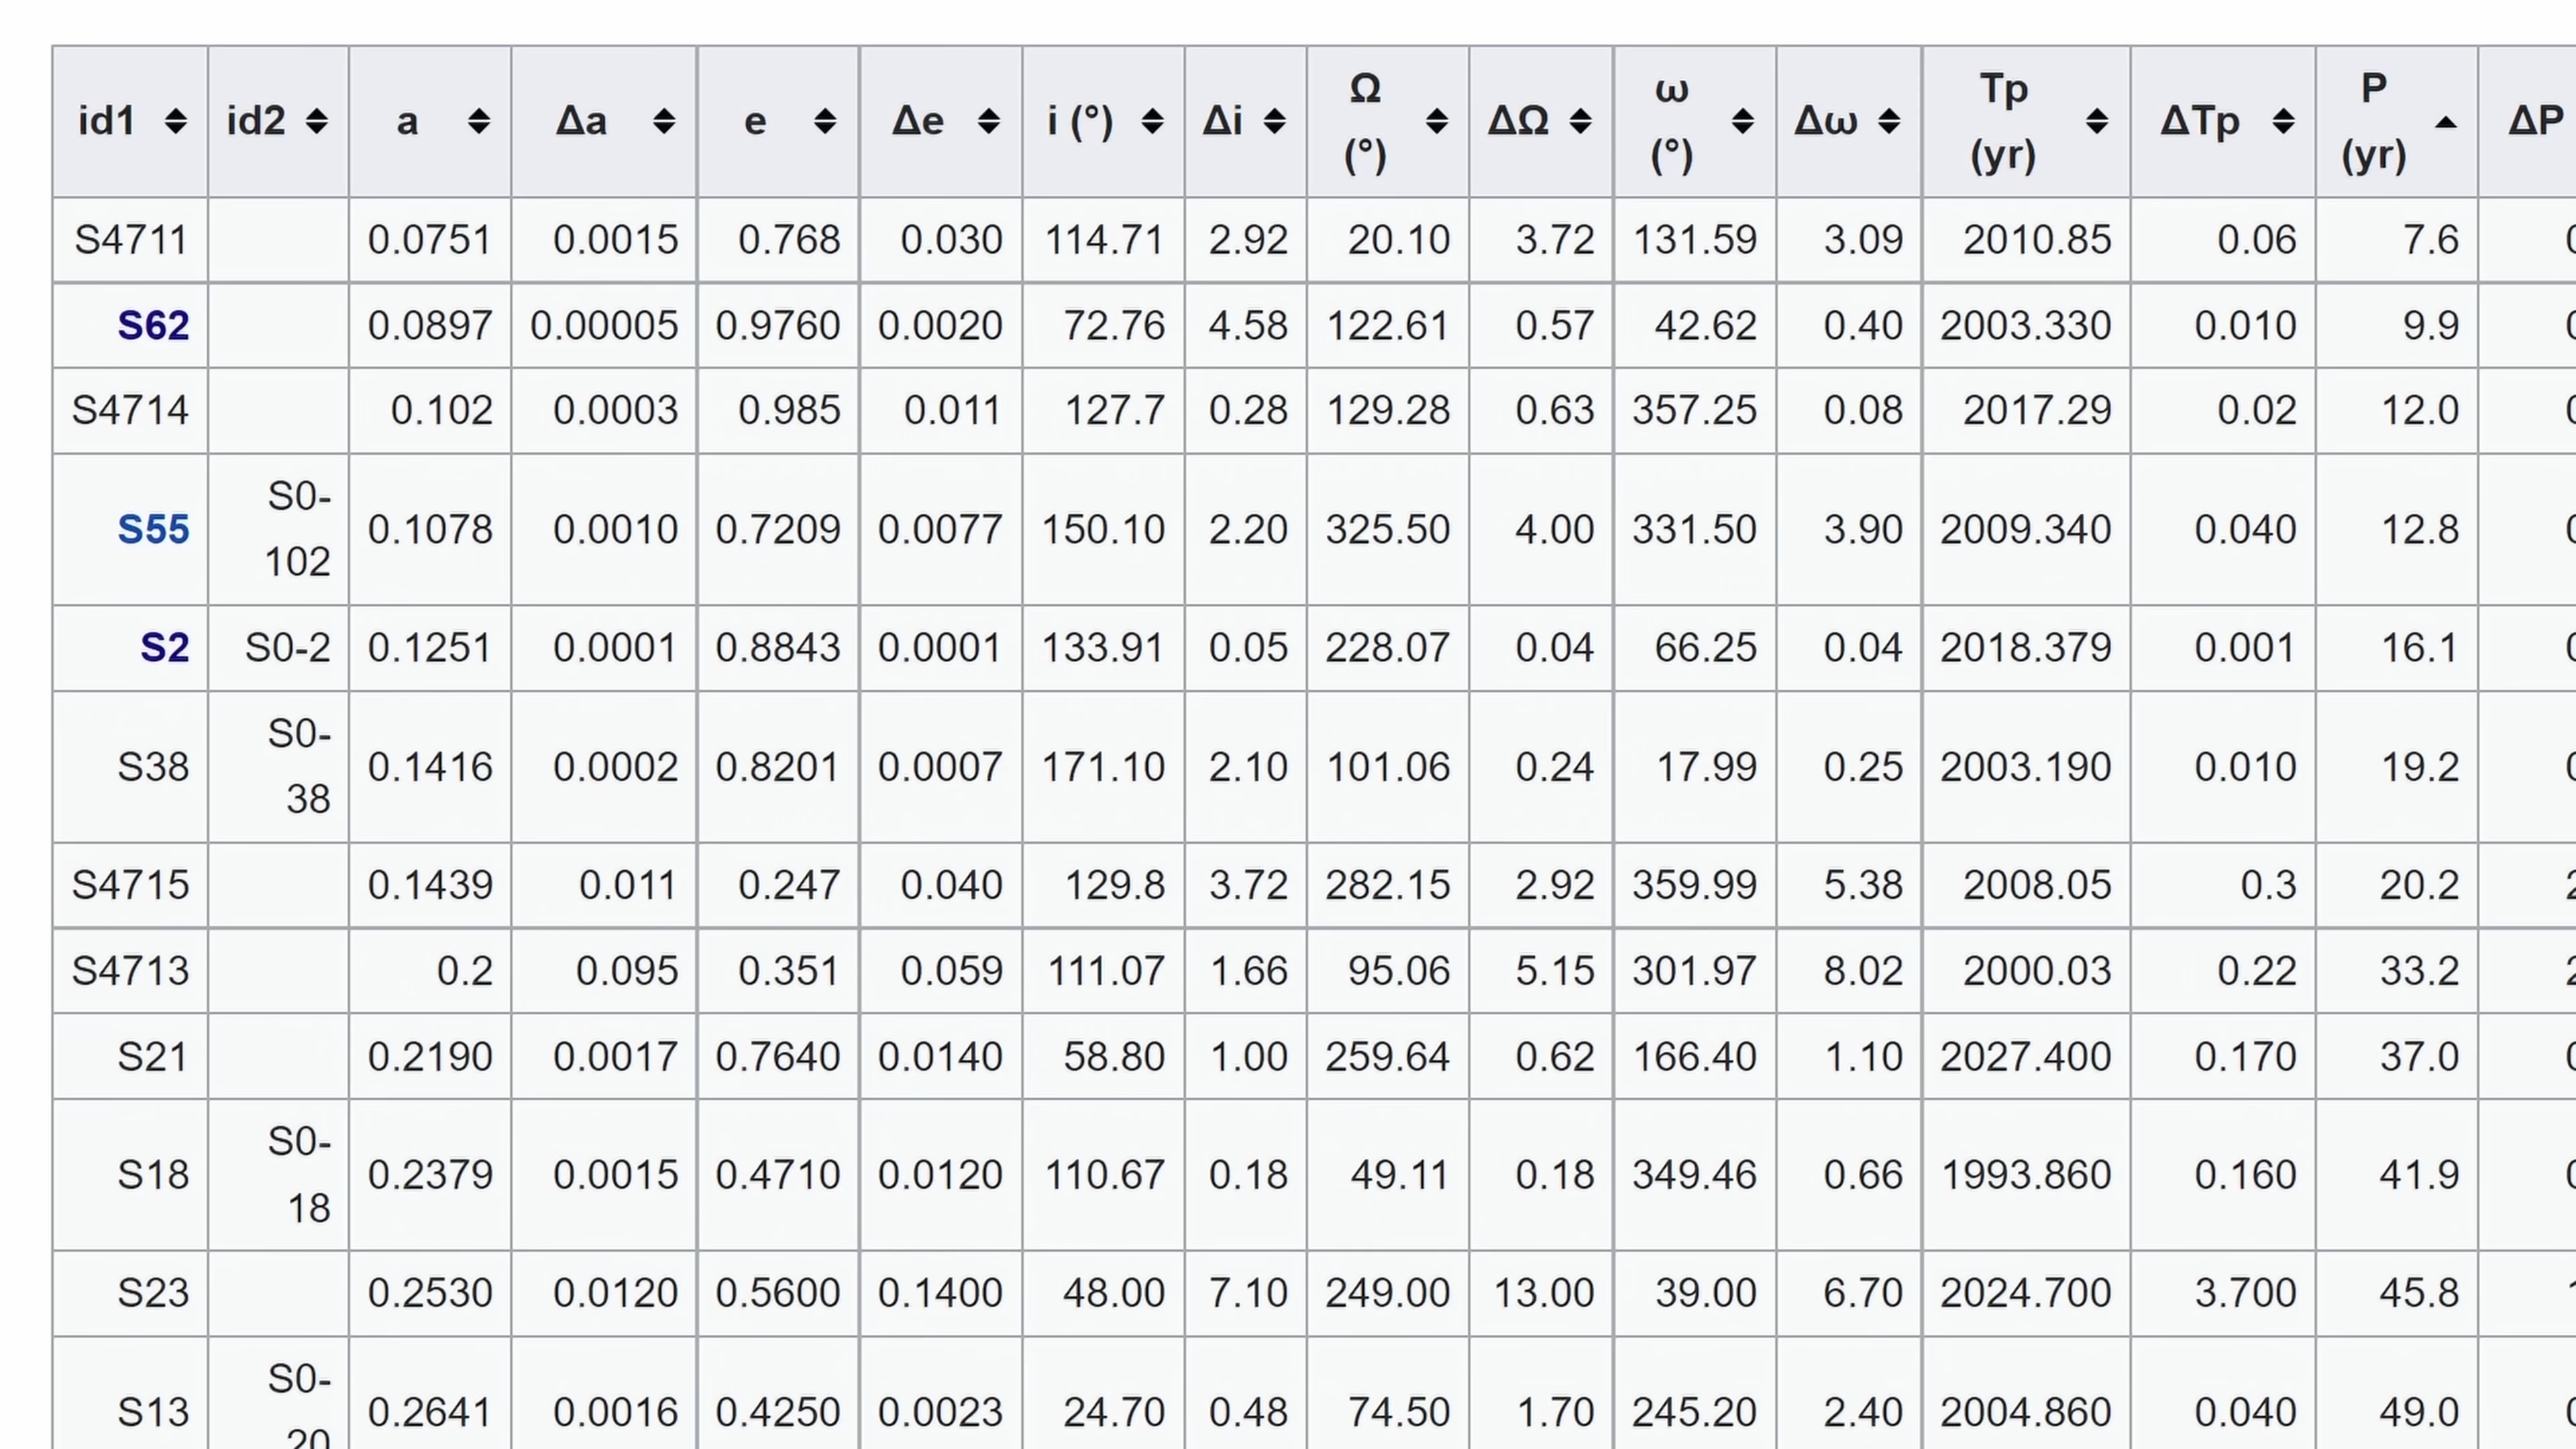 id1 id2 a Δa e Δe i (°) Δi Ω (°) ΔΩ ω (°) Δω Tp (yr) ΔTp P (yr) ΔP
S4711 0.0751 0.0015 0.768 0.030 114.71 2.92 20.10 3.72 131.59 3.09 2010.85 0.06 7.6
S62 0.0897 0.00005 0.9760 0.0020 72.76 4.58 122.61 0.57 42.62 0.40 2003.330 0.010 9.9
S4714 0.102 0.0003 0.985 0.011 127.7 0.28 129.28 0.63 357.25 0.08 2017.29 0.02 12.0
S55 S0-102 0.1078 0.0010 0.7209 0.0077 150.10 2.20 325.50 4.00 331.50 3.90 2009.340 0.040 12.8
S2 S0-2 0.1251 0.0001 0.8843 0.0001 133.91 0.05 228.07 0.04 66.25 0.04 2018.379 0.001 16.1
S38 S0-38 0.1416 0.0002 0.8201 0.0007 171.10 2.10 101.06 0.24 17.99 0.25 2003.190 0.010 19.2
S4715 0.1439 0.011 0.247 0.040 129.8 3.72 282.15 2.92 359.99 5.38 2008.05 0.3 20.2
S4713 0.2 0.095 0.351 0.059 111.07 1.66 95.06 5.15 301.97 8.02 2000.03 0.22 33.2
S21 0.2190 0.0017 0.7640 0.0140 58.80 1.00 259.64 0.62 166.40 1.10 2027.400 0.170 37.0
S18 S0-18 0.2379 0.0015 0.4710 0.0120 110.67 0.18 49.11 0.18 349.46 0.66 1993.860 0.160 41.9
S23 0.2530 0.0120 0.5600 0.1400 48.00 7.10 249.00 13.00 39.00 6.70 2024.700 3.700 45.8
S13 S0-20 0.2641 0.0016 0.4250 0.0023 24.70 0.48 74.50 1.70 245.20 2.40 2004.860 0.040 49.0